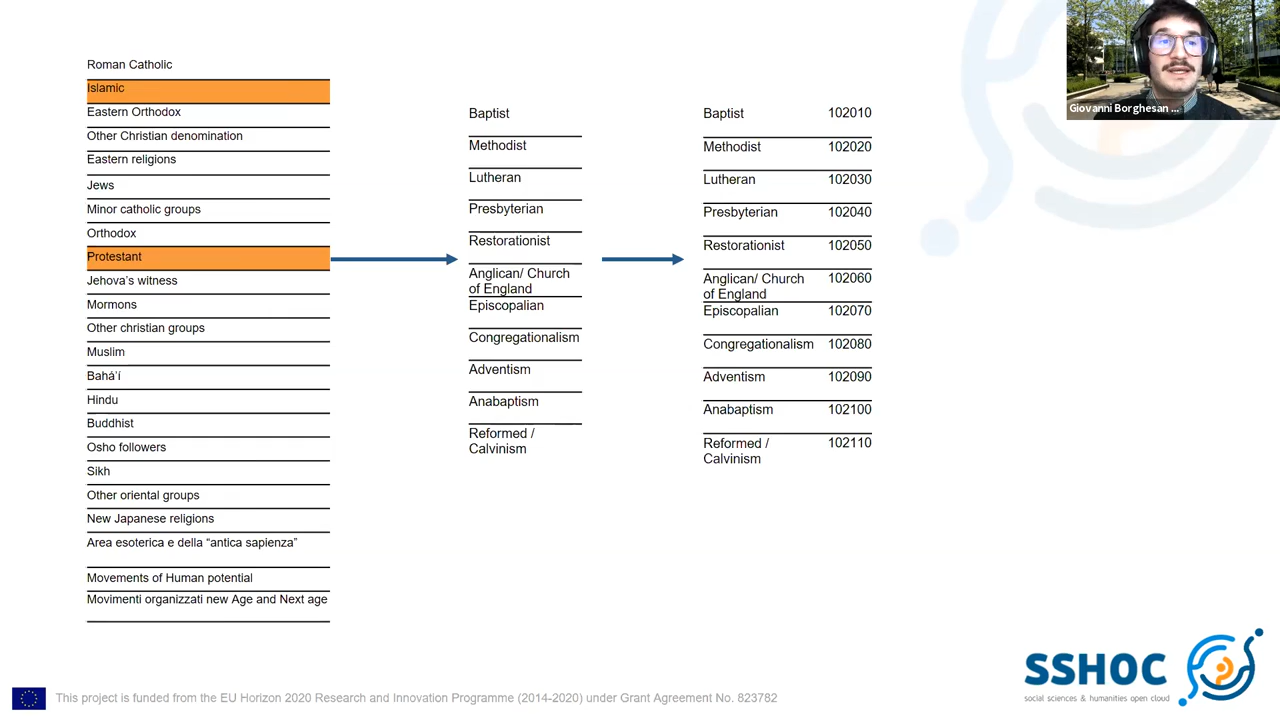 Roman Catholic
Islamic
Eastern Orthodox
Other Christian denomination
Eastern religions
Jews
Minor catholic groups
Orthodox
Protestant
Jehova's witness
Mormons
Other christian groups
Muslim
Bahá'í
Hindu
Buddhist
Osho followers
Sikh
Other oriental groups
New Japanese religions
Area esoterica e della “antica sapienza”
Movements of Human potential
Movimenti organizzati new Age and Next age
Baptist
Methodist
Lutheran
Presbyterian
Restorationist
Anglican/ Church
of England
Episcopalian
Congregationalism
Adventism
Anabaptism
Reformed /
Calvinism
Baptist 102010
Methodist 102020
Lutheran 102030
Presbyterian 102040
Restorationist 102050
Anglican/ Church 102060
of England
Episcopalian 102070
Congregationalism 102080
Adventism 102090
Anabaptism 102100
Reformed / 102110
Calvinism
Giovanni Borghesan ...
SSHOC
social sciences & humanities open cloud
This project is funded from the EU Horizon 2020 Research and Innovation Programme (2014-2020) under Grant Agreement No. 823782